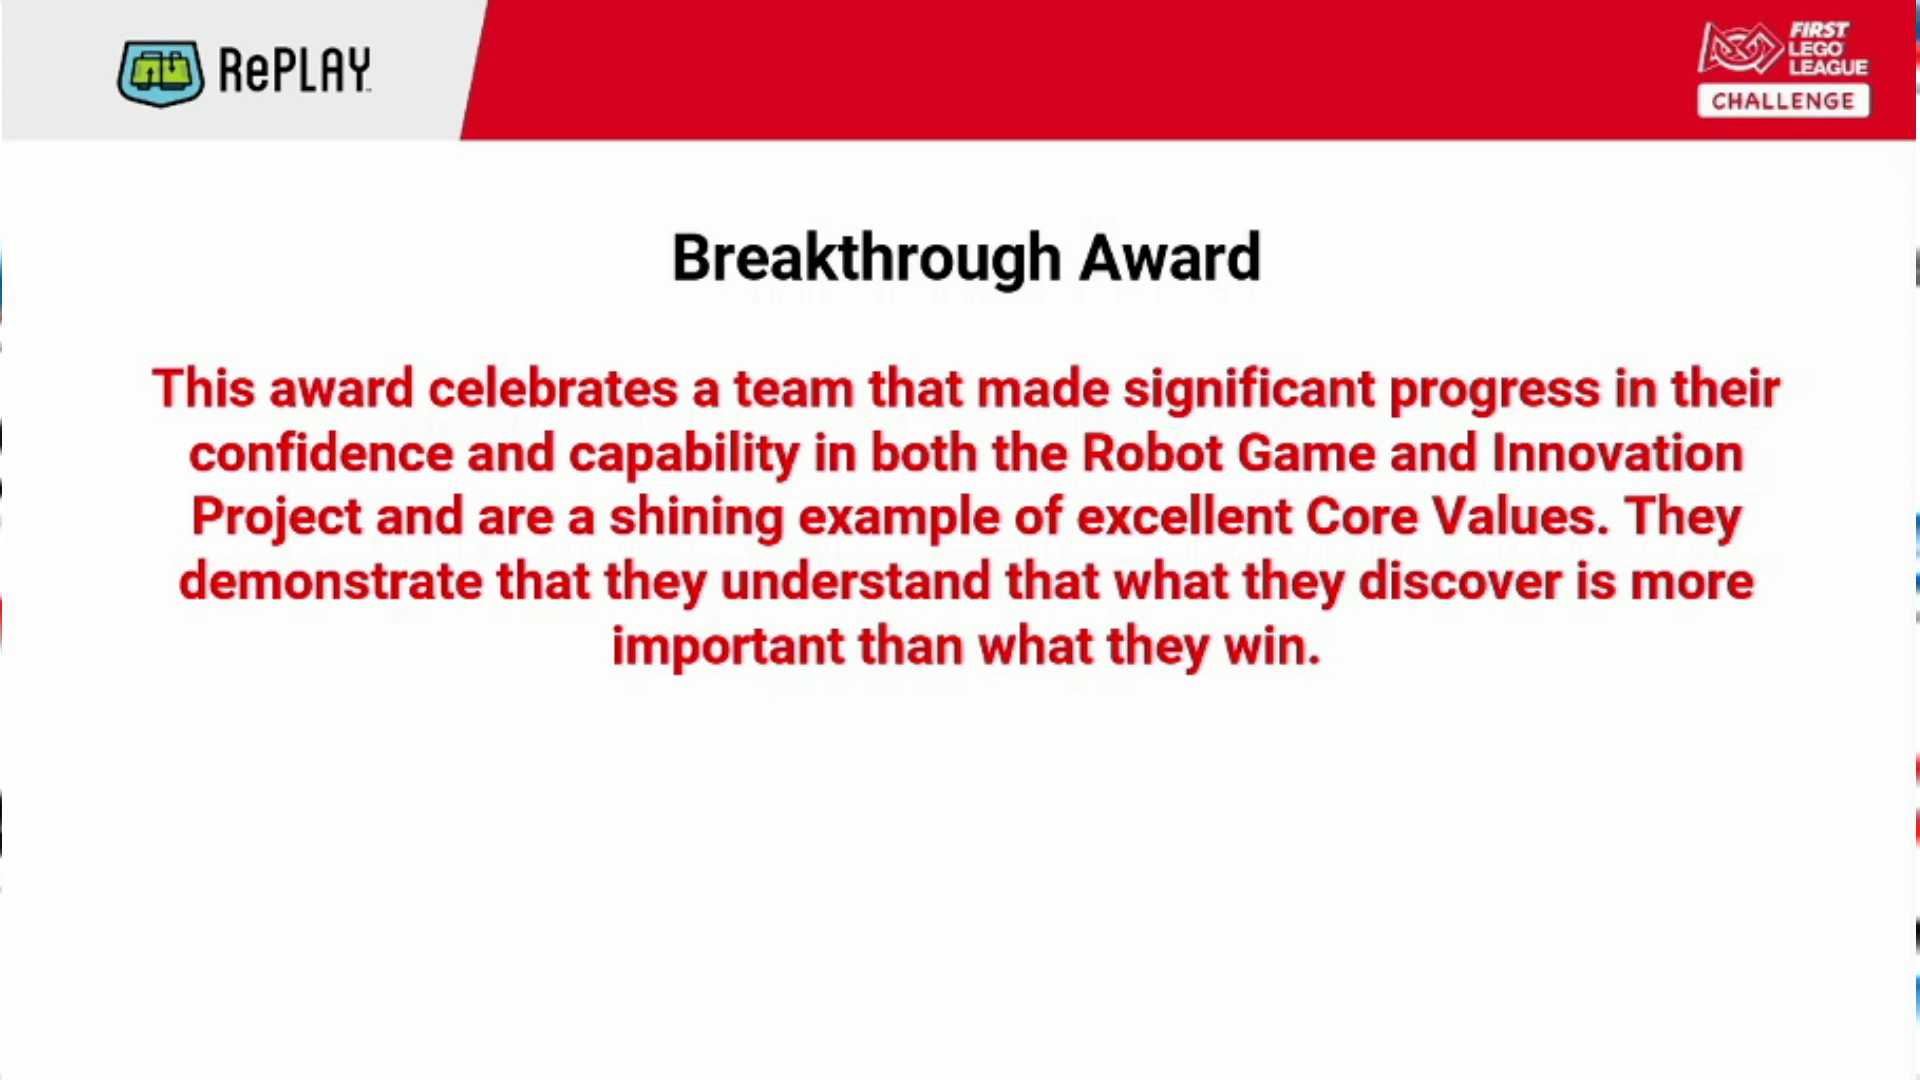 RePLAY
FIRST
LEGO
LEAGUE
CHALLENGE
Breakthrough Award
This award celebrates a team that made significant progress in their
confidence and capability in both the Robot Game and Innovation
Project and are a shining example of excellent Core Values. They
demonstrate that they understand that what they discover is more
important than what they win.